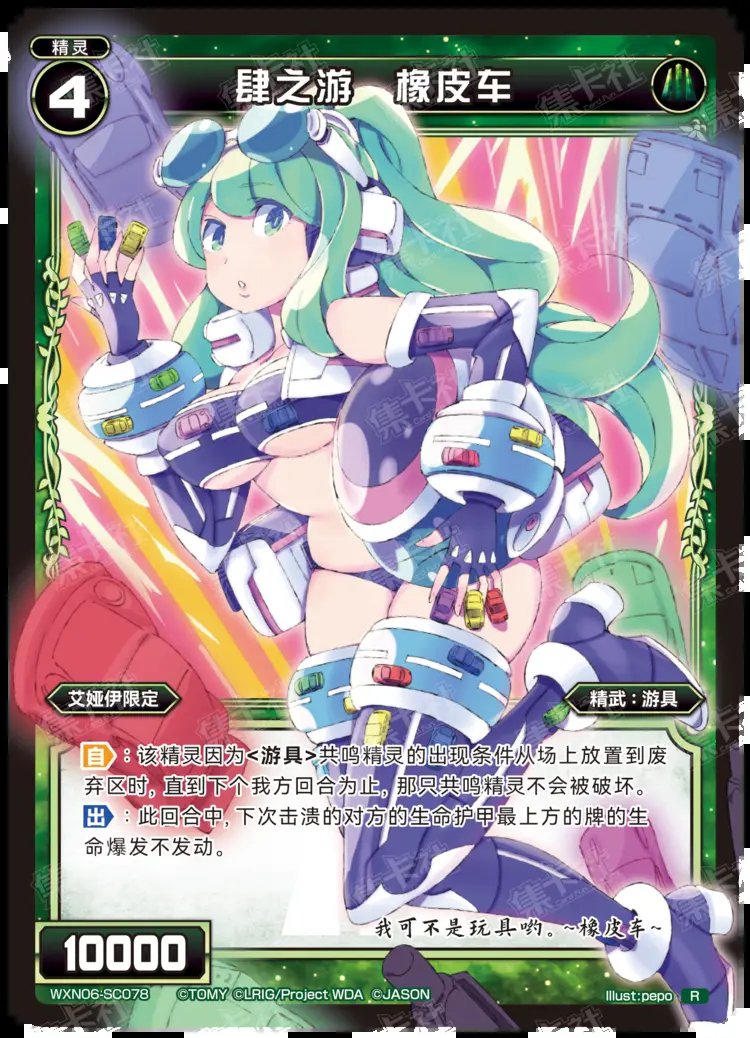 精灵
4
肆之游 橡皮车
艾娅伊限定
精武:游具
自:该精灵因为<游具>共鸣精灵的出现条件从场上放置到废
弃区时,直到下个我方回合为止,那只共鸣精灵不会被破坏。
出:此回合中,下次击溃的对方的生命护甲最上方的牌的生
命爆发不发动。
我可不是玩具哟。~橡皮车~
10000
WXN06-SC078 ©TOMY ©LRIG/Project WDA ©JASON
Illust:pepo R
集卡社